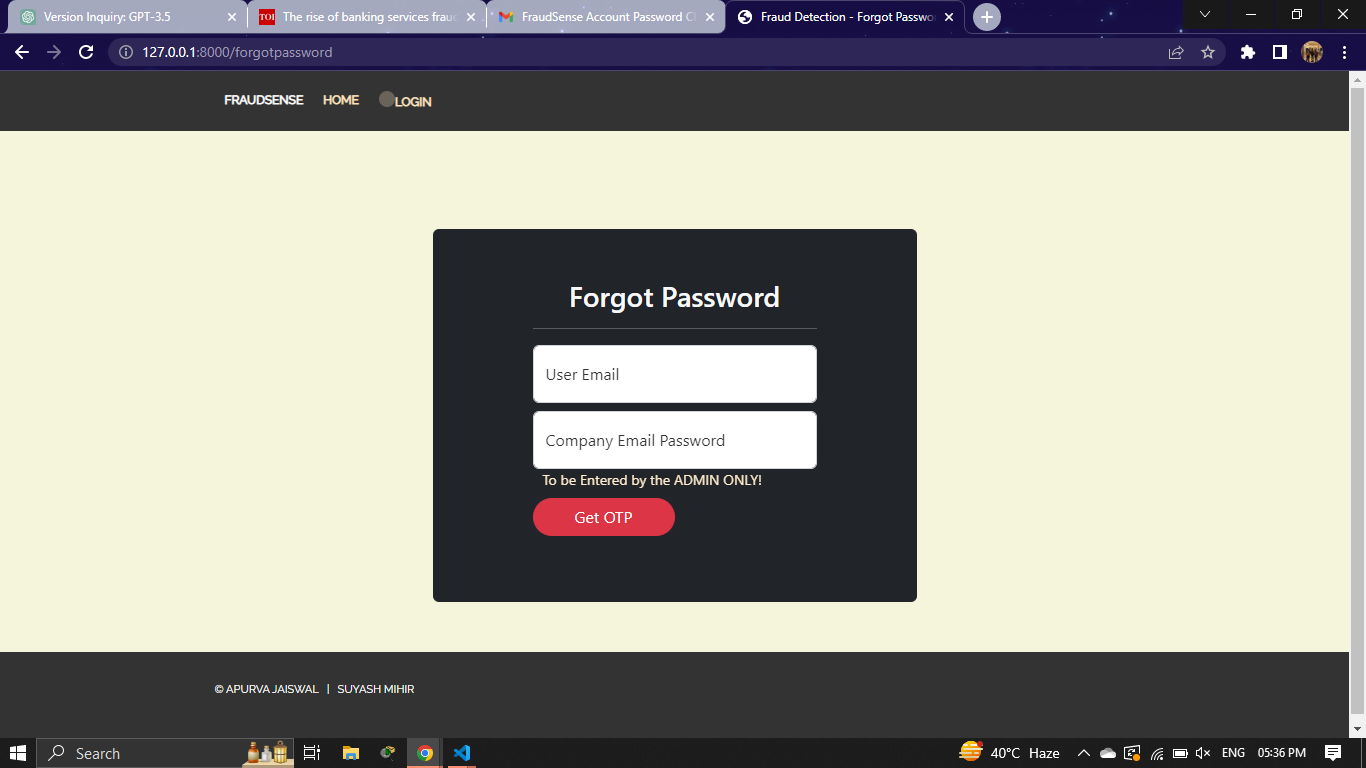 Version Inquiry: GPT-3.5
TOI The rise of banking services frau
FraudSense Account Password C
Fraud Detection - Forgot Passwo
127.0.0.1:8000/forgotpassword
FRAUDSENSE HOME LOGIN
Forgot Password
User Email
Company Email Password
To be Entered by the ADMIN ONLY!
Get OTP
© APURVA JAISWAL | SUYASH MIHIR
Search
40°C Haze
ENG
05:36 PM